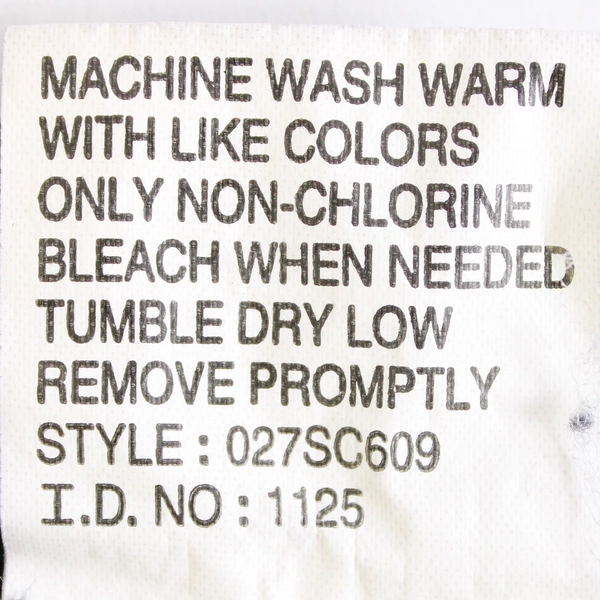 MACHINE WASH WARM
WITH LIKE COLORS
ONLY NON-CHLORINE
BLEACH WHEN NEEDED
TUMBLE DRY LOW
REMOVE PROMPTLY
STYLE : 027SC609
I.D. NO : 1125